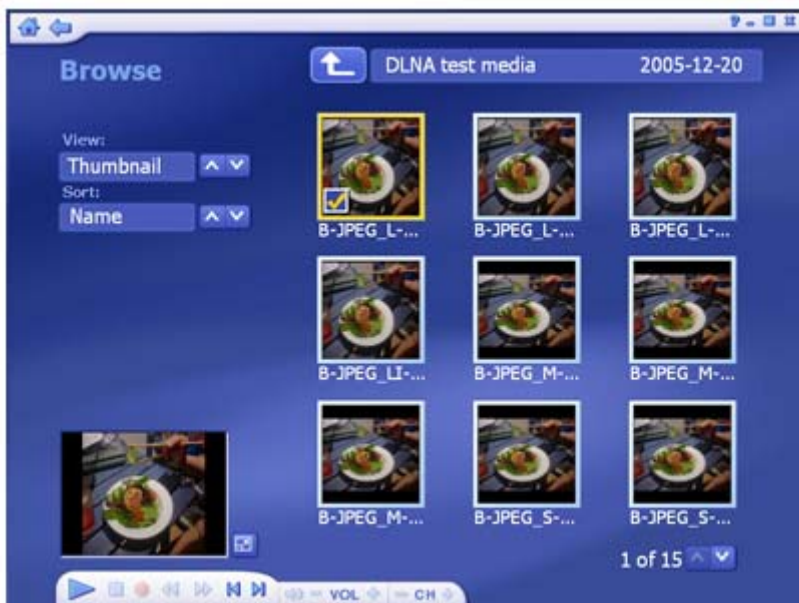 Browse
DLNA test media 2005-12-20
View:
Thumbnail
Sort:
Name
B-JPEG_L-... B-JPEG_L-... B-JPEG_L-...
B-JPEG_LI-... B-JPEG_M-... B-JPEG_M-...
B-JPEG_M-... B-JPEG_S-... B-JPEG_S-...
1 of 15
VOL CH